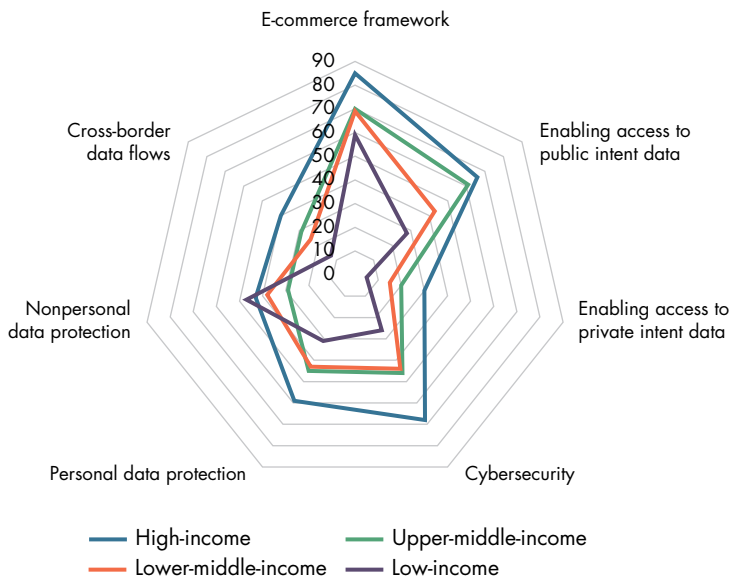 E-commerce framework
90
80
70
60
50
40
30
20
10
0
Cross-border
data flows
Enabling access to
public intent data
Nonpersonal
data protection
Enabling access to
private intent data
Personal data protection
Cybersecurity
High-income
Upper-middle-income
Lower-middle-income
Low-income